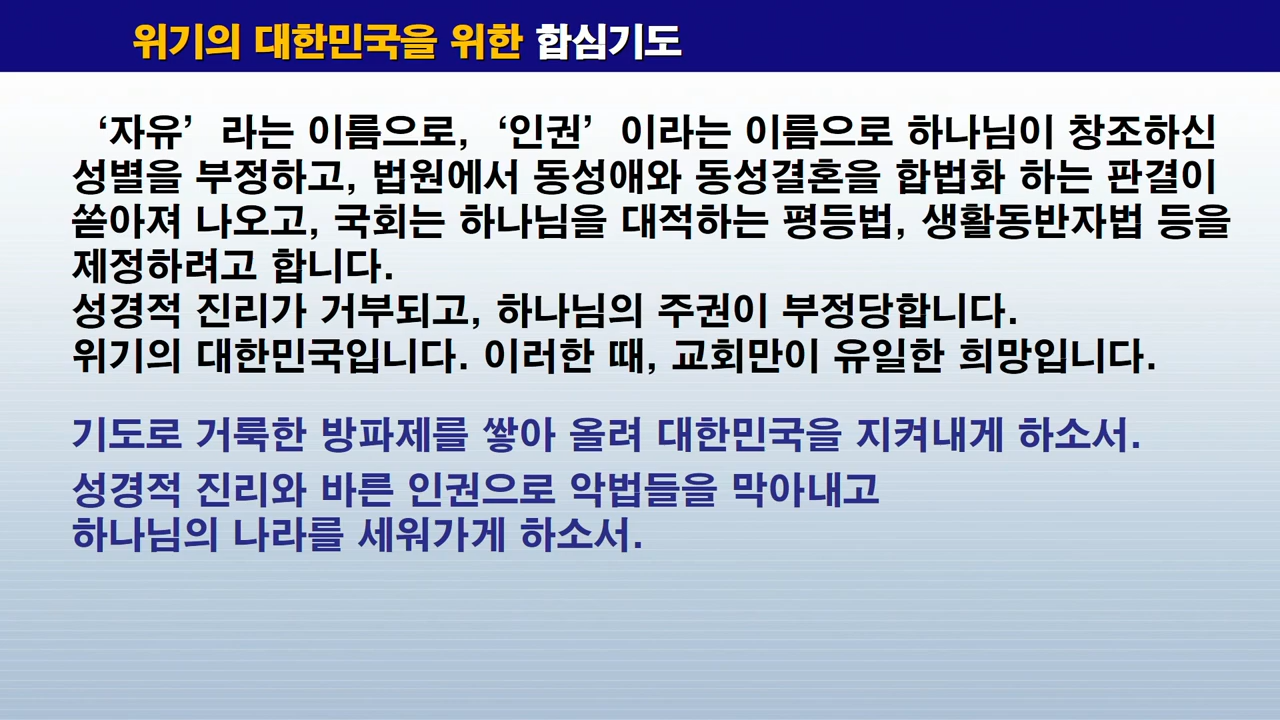 위기의 대한민국을 위한 합심기도
‘자유’라는 이름으로, ‘인권’이라는 이름으로 하나님이 창조하신
성별을 부정하고, 법원에서 동성애와 동성결혼을 합법화 하는 판결이
쏟아져 나오고, 국회는 하나님을 대적하는 평등법, 생활동반자법 등을
제정하려고 합니다.
성경적 진리가 거부되고, 하나님의 주권이 부정당합니다.
위기의 대한민국입니다. 이러한 때, 교회만이 유일한 희망입니다.
기도로 거룩한 방파제를 쌓아 올려 대한민국을 지켜내게 하소서.
성경적 진리와 바른 인권으로 악법들을 막아내고
하나님의 나라를 세워가게 하소서.